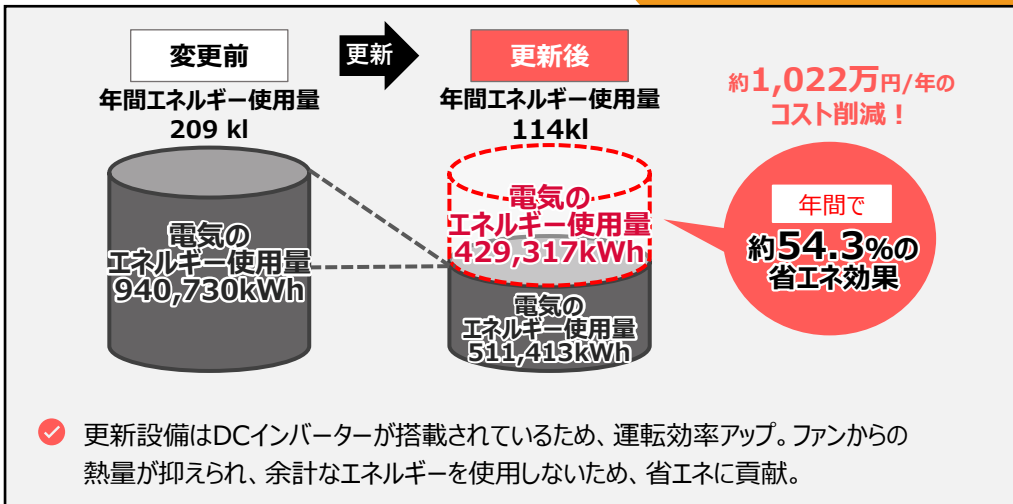 変更前
更新
更新後
年間エネルギー使用量
209 kl
年間エネルギー使用量
114kl
約1,022万円/年の
コスト削減！
電気の
エネルギー使用量
940,730kWh
電気の
エネルギー使用量
429,317kWh
電気の
エネルギー使用量
511,413kWh
年間で
約54.3%の
省エネ効果
更新設備はDCインバーターが搭載されているため、運転効率アップ。ファンからの
熱量が抑えられ、余計なエネルギーを使用しないため、省エネに貢献。